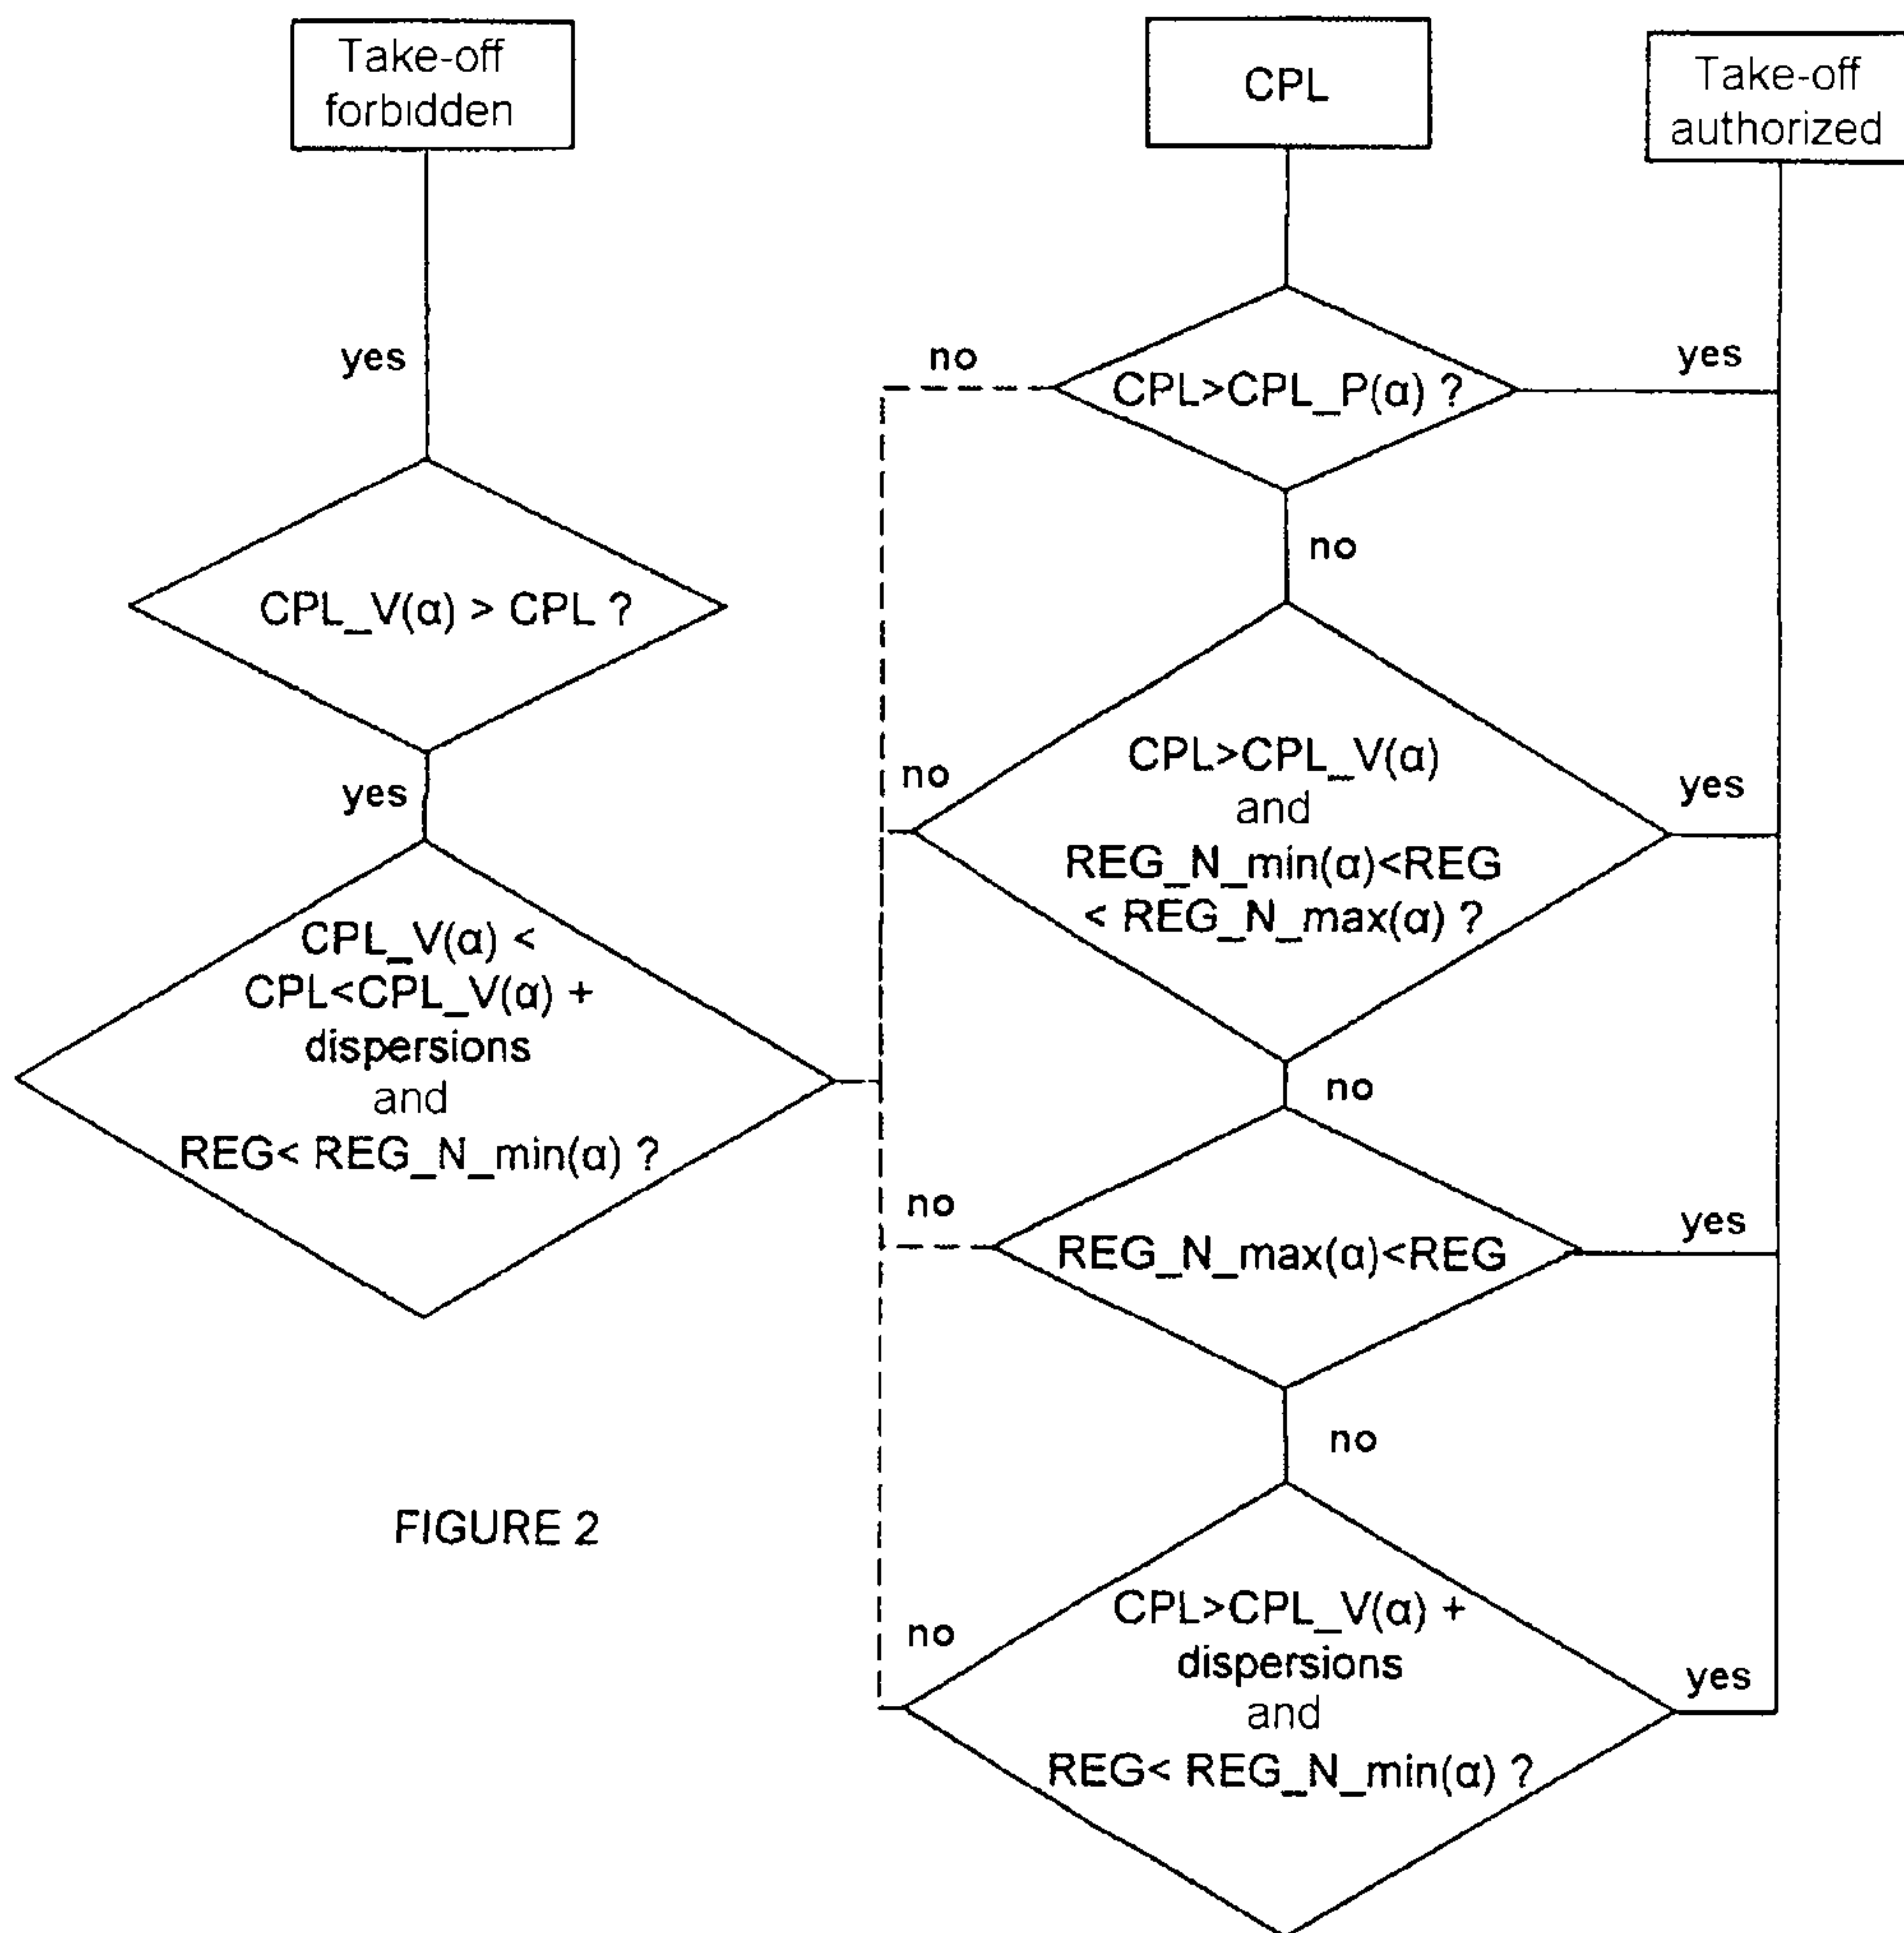 Take-off
forbidden
CPL
Take-off
authorized
yes
no
CPL>CPL_P(α) ?
yes
no
CPL_V(α) > CPL ?
yes
no
CPL>CPL_V(α)
and
REG_N_min(α)<REG
< REG_N_max(α) ?
yes
CPL_V(α) <
CPL<CPL_V(α) +
dispersions
and
REG< REG_N_min(α) ?
no
no
REG_N_max(α)<REG
yes
no
FIGURE 2
no
CPL>CPL_V(α) +
dispersions
and
REG< REG_N_min(α) ?
yes